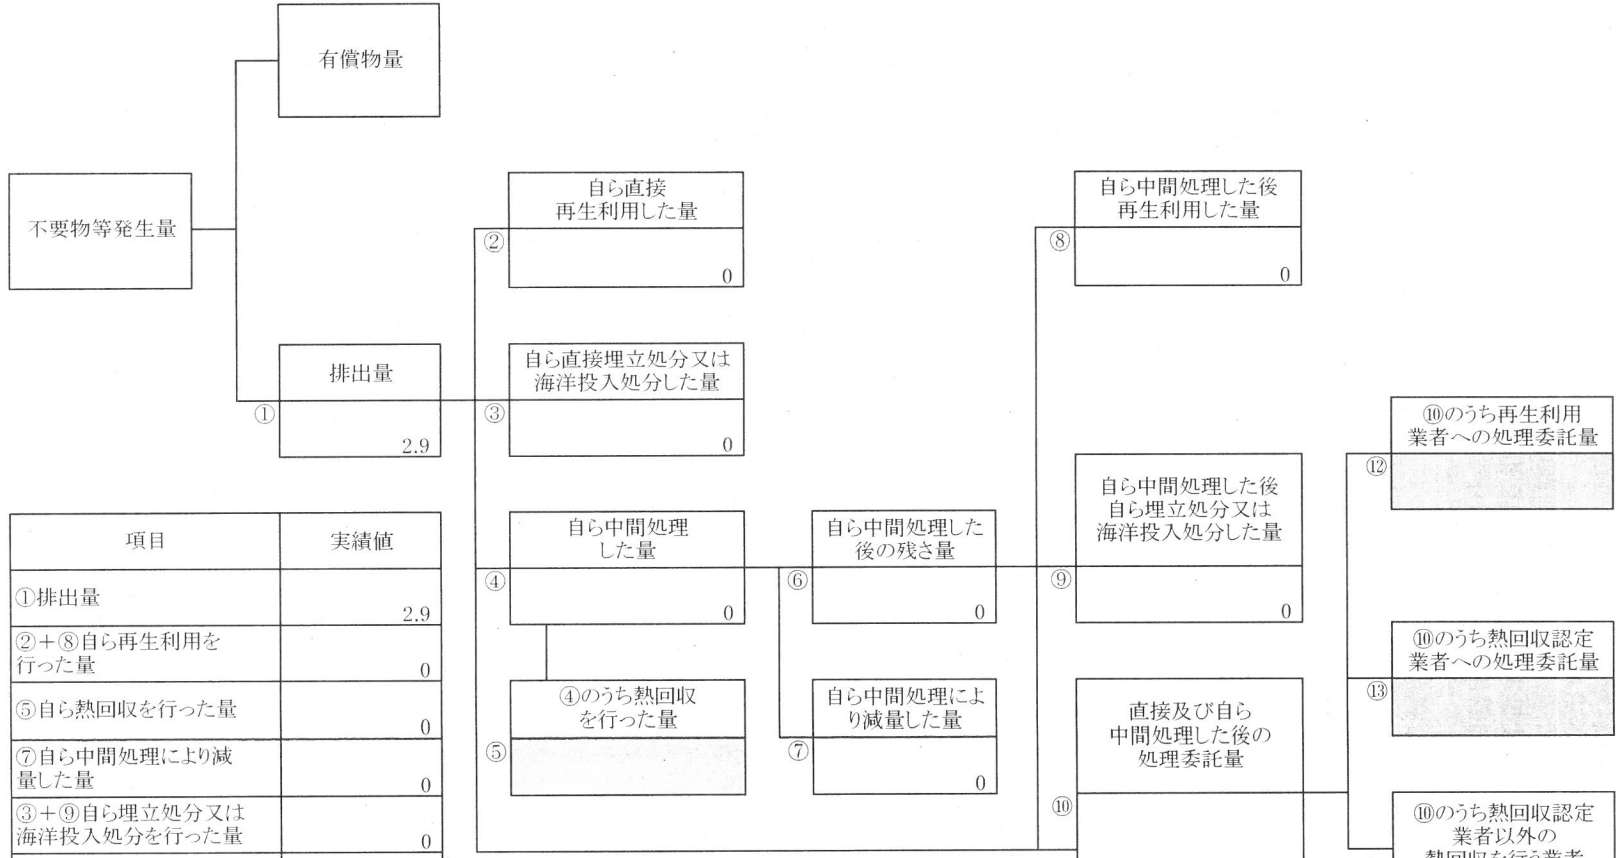 有償物量
不要物等発生量
排出量
①
2.9
自ら直接
再生利用した量
②
0
自ら直接埋立処分又は
海洋投入処分した量
③
0
自ら中間処理
した量
④
0
④のうち熱回収
を行った量
⑤
自ら中間処理した
後の残さ量
⑥
0
自ら中間処理によ
り減量した量
⑦
0
自ら中間処理した後
再生利用した量
⑧
0
自ら中間処理した後
自ら埋立処分又は
海洋投入処分した量
⑨
0
直接及び自ら
中間処理した後の
処理委託量
⑩
⑩のうち再生利用
業者への処理委託量
⑫
⑩のうち熱回収認定
業者への処理委託量
⑬
⑩のうち熱回収認定
業者以外の
熱回収を行う業者
項目 実績値
①排出量
2.9
②+⑧自ら再生利用を
行った量
0
⑤自ら熱回収を行った量
0
⑦自ら中間処理により減
量した量
0
③+⑨自ら埋立処分又は
海洋投入処分を行った量
0